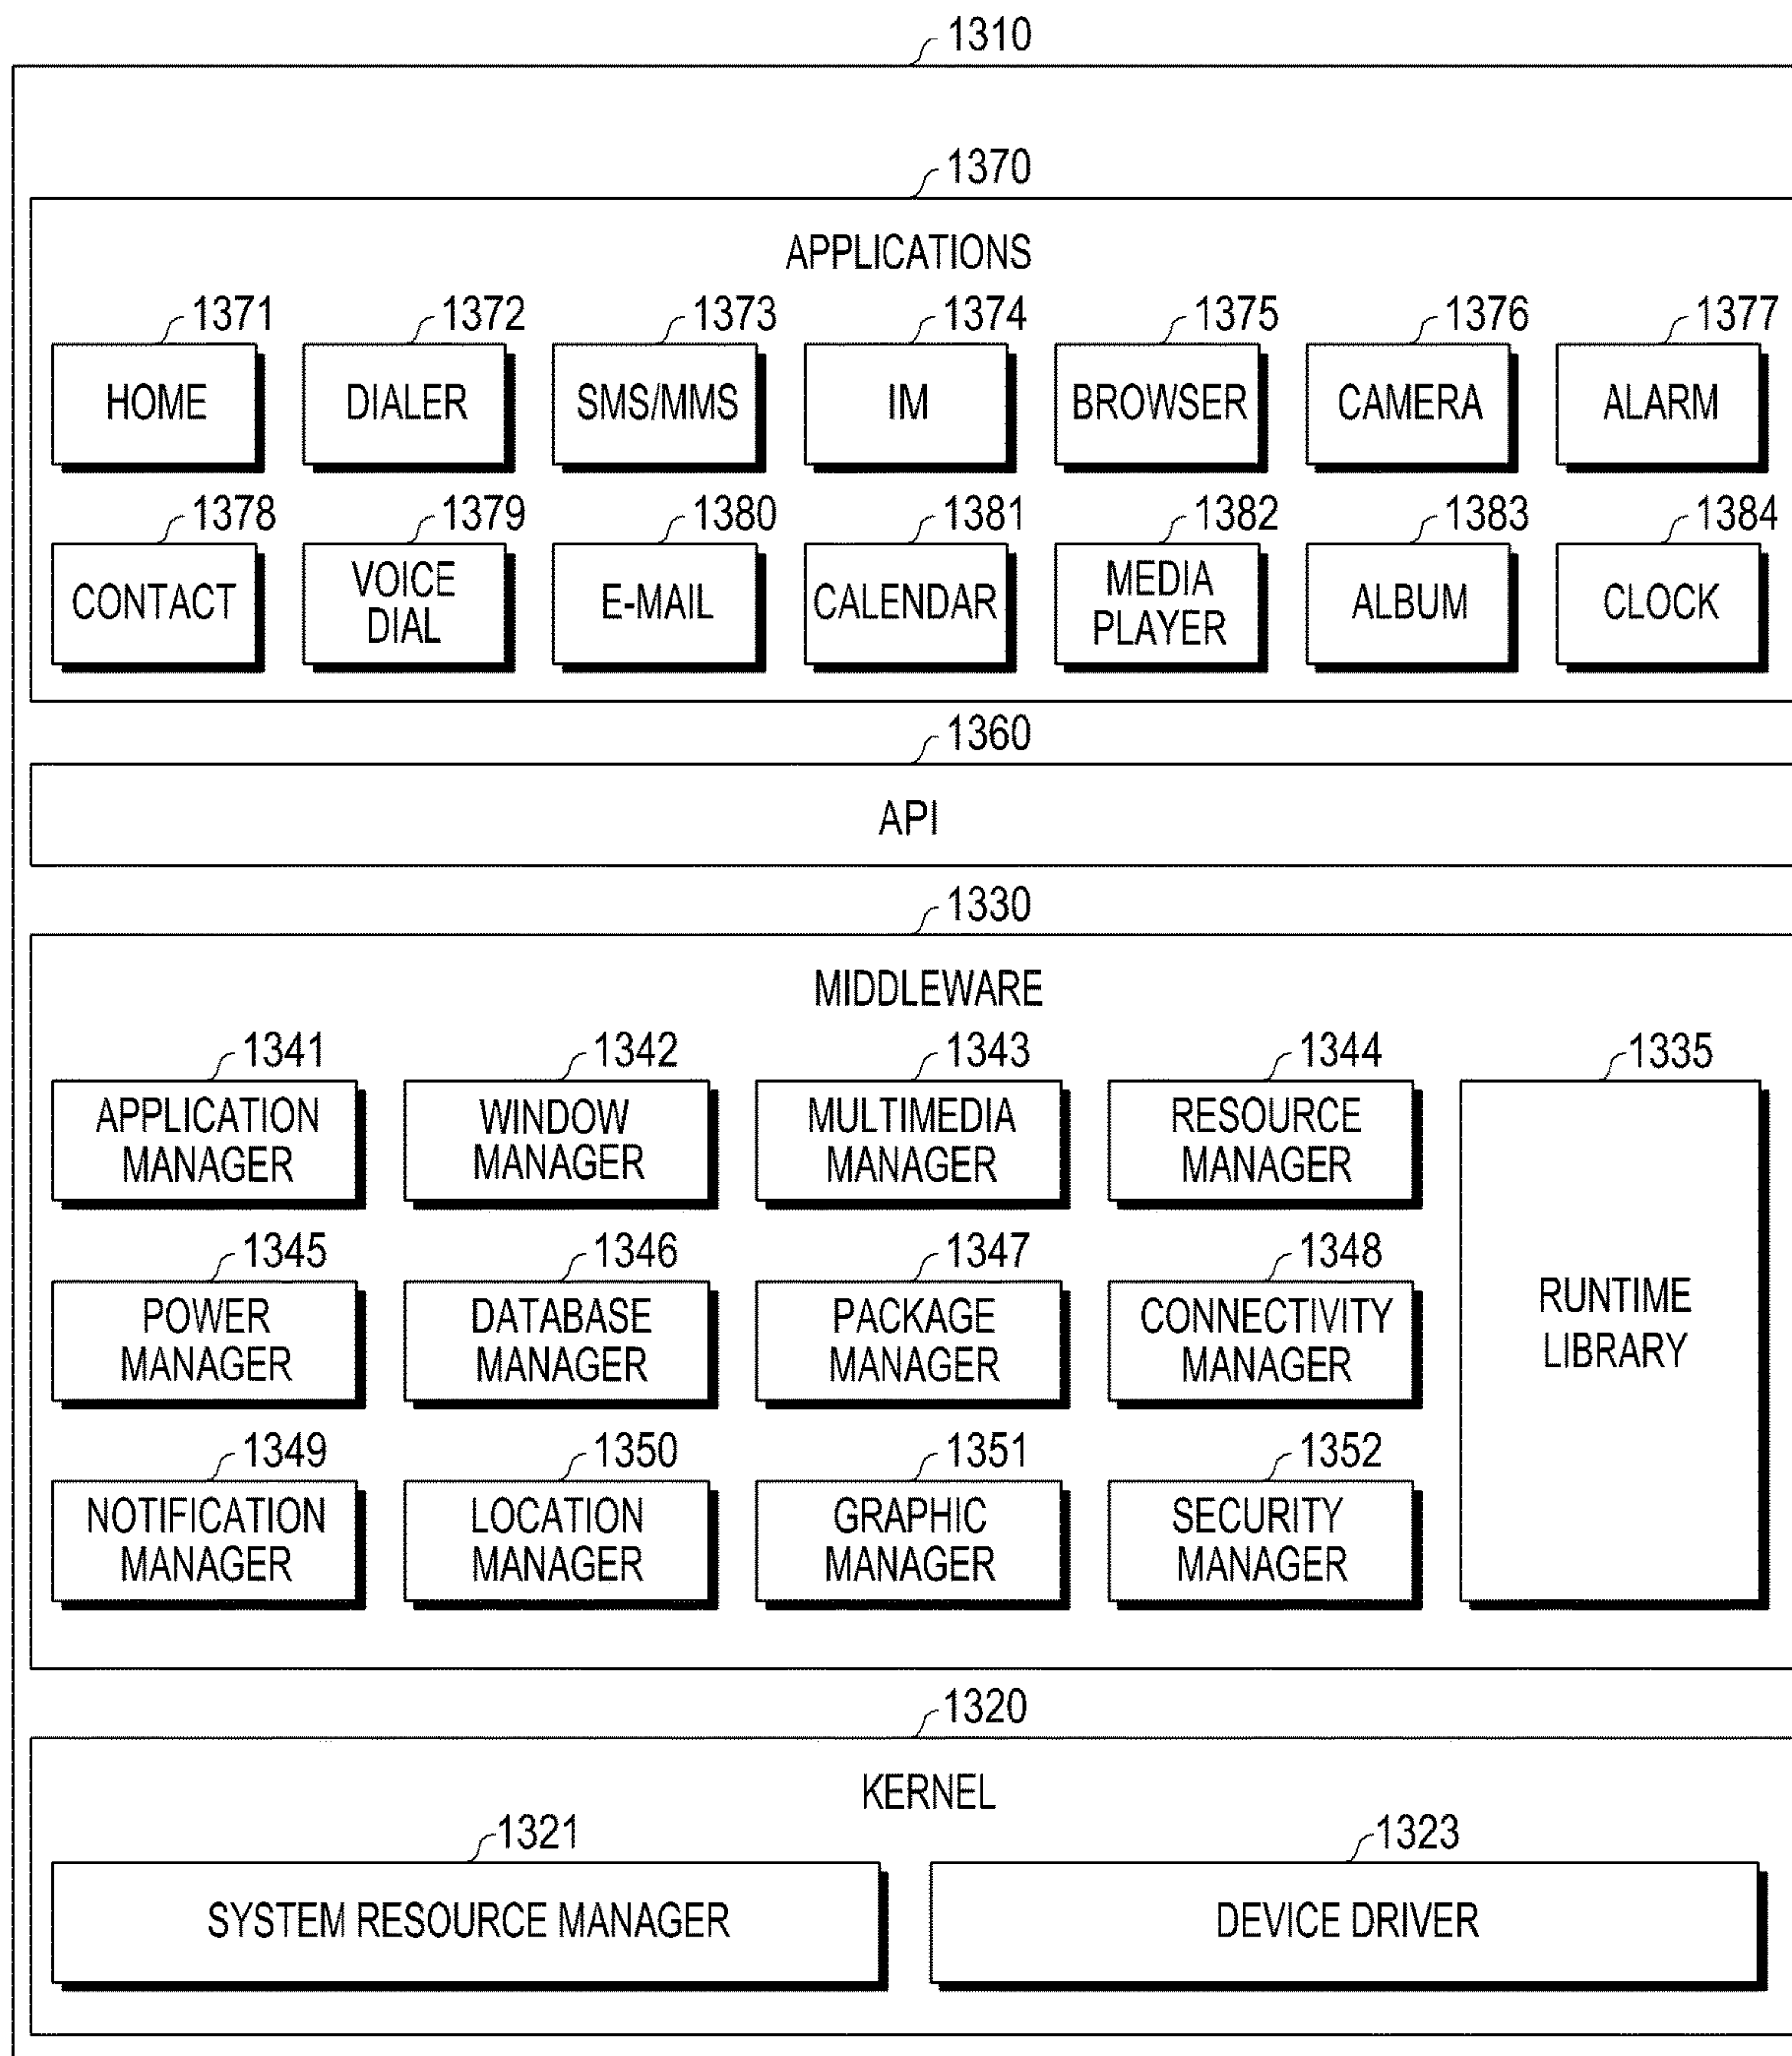 1310
1370
APPLICATIONS
1371 1372 1373 1374 1375 1376 1377
HOME DIALER SMS/MMS IM BROWSER CAMERA ALARM
1378 1379 1380 1381 1382 1383 1384
CONTACT
VOICE
DIAL
E-MAIL
CALENDAR
MEDIA
PLAYER
ALBUM
CLOCK
1360
API
1330
MIDDLEWARE
1341 1342 1343 1344 1335
APPLICATION
MANAGER
WINDOW
MANAGER
MULTIMEDIA
MANAGER
RESOURCE
MANAGER
1345 1346 1347 1348
POWER
MANAGER
DATABASE
MANAGER
PACKAGE
MANAGER
CONNECTIVITY
MANAGER
RUNTIME
LIBRARY
1349 1350 1351 1352
NOTIFICATION
MANAGER
LOCATION
MANAGER
GRAPHIC
MANAGER
SECURITY
MANAGER
1320
KERNEL
1321 1323
SYSTEM RESOURCE MANAGER DEVICE DRIVER